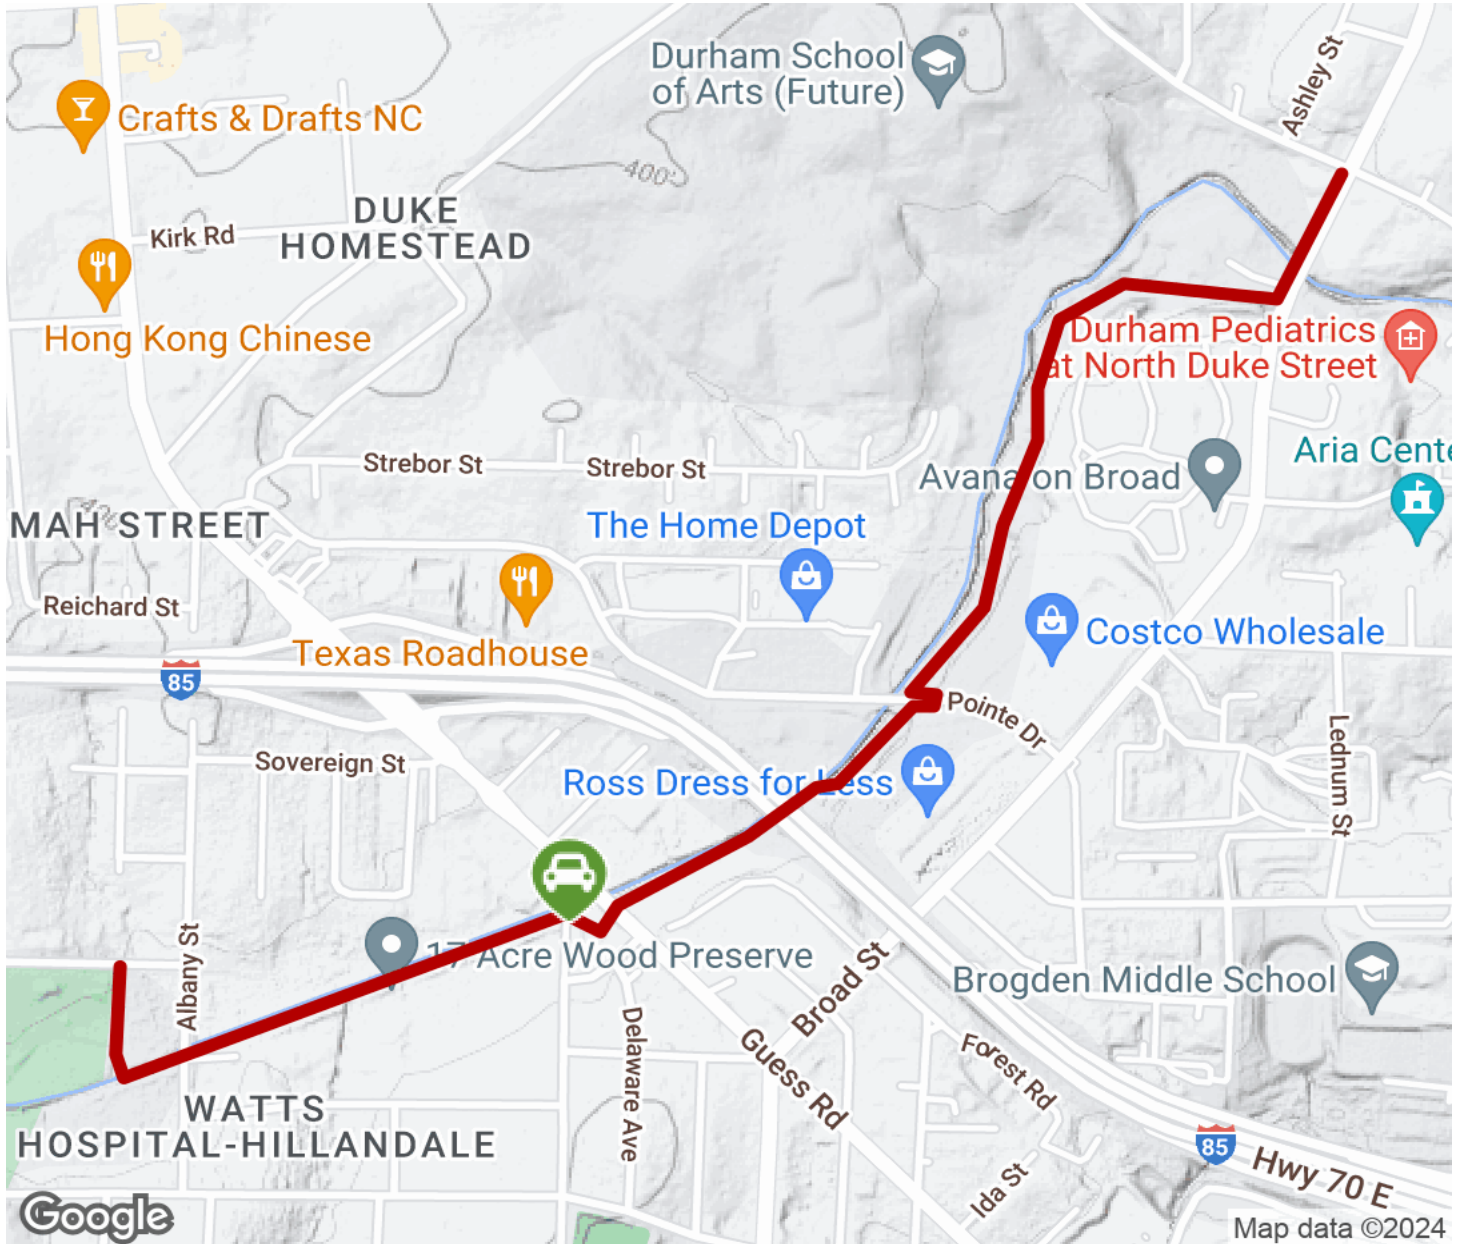 Durham School
of Arts (Future)
Ashley St
Crafts & Drafts NC
400'
DUKE
HOMESTEAD
Kirk Rd
Hong Kong Chinese
Durham Pediatrics
at North Duke Street
Strebor St
Strebor St
Aria Cente
Avana on Broad
MAH STREET
The Home Depot
Reichard St
Texas Roadhouse
Costco Wholesale
85
Pointe Dr
Lednum St
Sovereign St
Ross Dress for Less
17 Acre Wood Preserve
Albany St
Broad St
Brogden Middle School
Delaware Ave
Guess Rd
Forest Rd
WATTS
HOSPITAL-HILLANDALE
85
Hwy 70 E
Ida St
Google
Map data ©2024